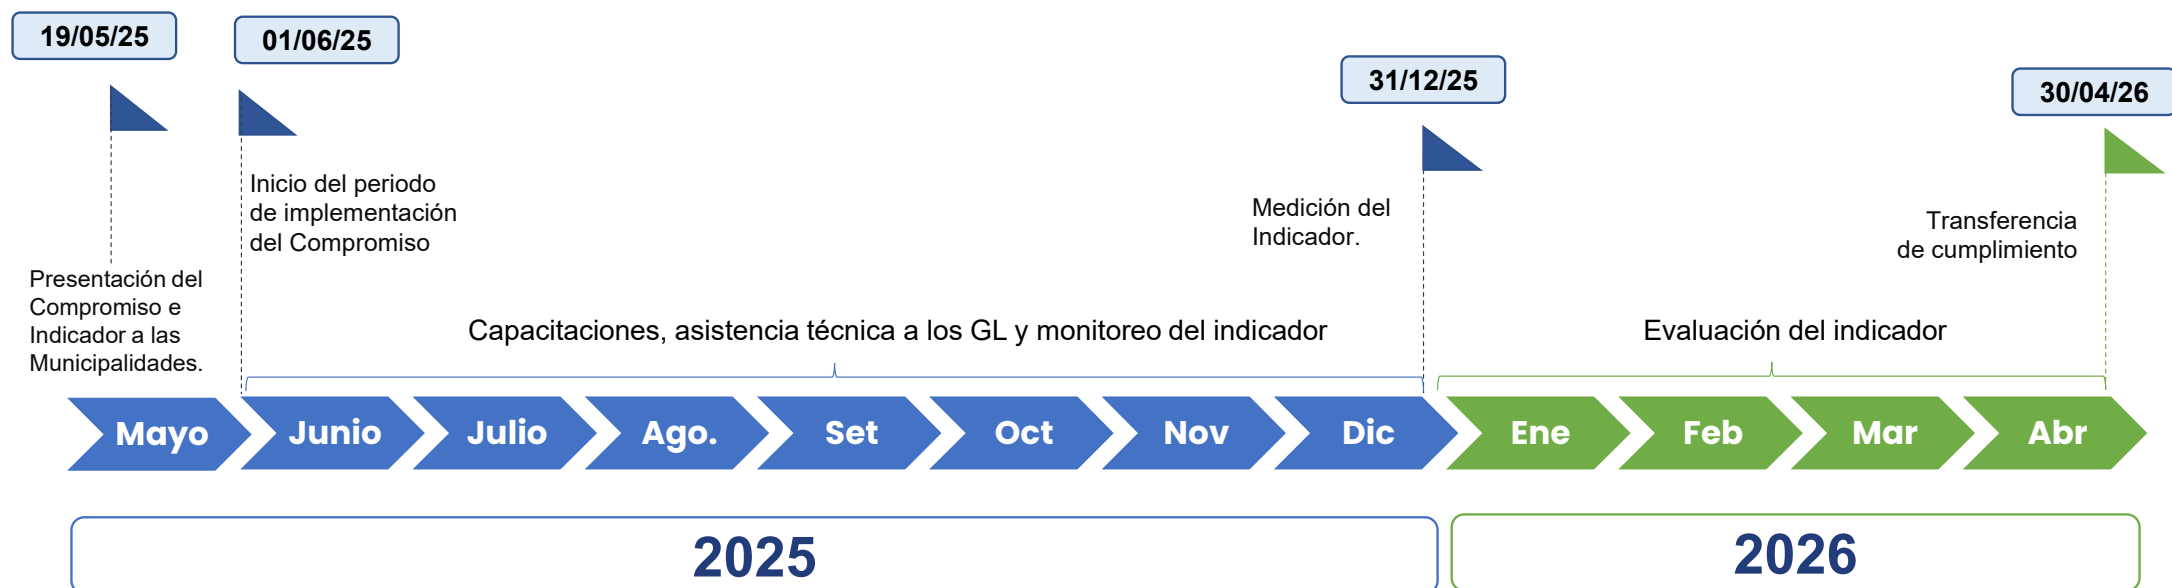 19/05/25
01/06/25
31/12/25
30/04/26
Inicio del periodo
de implementación
del Compromiso
Medición del
Indicador.
Transferencia
de cumplimiento
Presentación del
Compromiso e
Indicador a las
Municipalidades.
Capacitaciones, asistencia técnica a los GL y monitoreo del indicador
Evaluación del indicador
Mayo
Junio
Julio
Ago.
Set
Oct
Nov
Dic
Ene
Feb
Mar
Abr
2025
2026